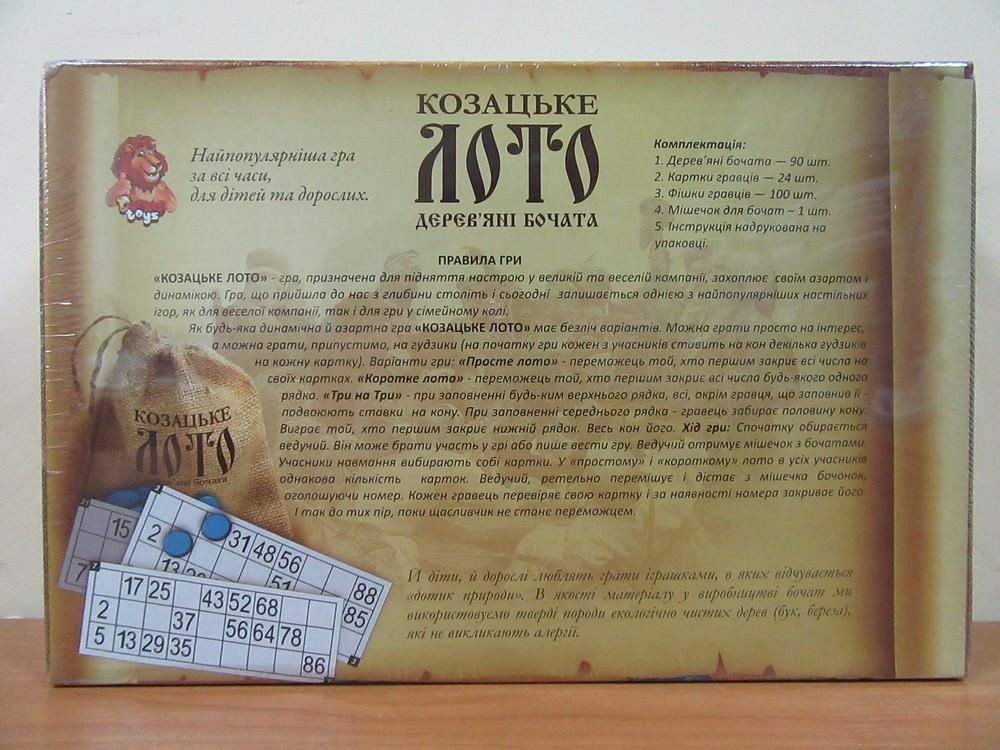 КОЗАЦЬКЕ
ЛОТО
ДЕРЕВ'ЯНІ БОЧАТА
toys
Найпопулярніша гра
за всі часи,
для дітей та дорослих.
Комплектація:
1. Дерев'яні бочата — 90 шт.
2. Картки гравців — 24 шт.
3. Фішки гравців — 100 шт.
4. Мішечок для бочат – 1 шт.
5. Інструкція надрукована на
упаковці.
ПРАВИЛА ГРИ
«КОЗАЦЬКЕ ЛОТО» - гра, призначена для підняття настрою у великій та веселій компанії, захоплює своїм азартом і
динамікою. Гра, що прийшла до нас з глибини століть і сьогодні залишається однією з найпопулярніших настільних
ігор, як для веселої компанії, так і для гри у сімейному колі.
Як будь-яка динамічна й азартна гра «КОЗАЦЬКЕ ЛОТО» має безліч варіантів. Можна грати просто на інтерес,
а можна грати, припустимо, на гудзики (на початку гри кожен з учасників ставить на кон декілька гудзиків
на кожну картку). Варіанти гри: «Просте лото» - переможець той, хто першим закриє всі числа на
своїх картках. «Коротке лото» - переможець той, хто першим закриє всі числа будь-якого одного
рядка. «Три на Три» - при заповненні будь-ким верхнього рядка, всі, окрім гравця, що заповнив її -
подвоюють ставки на кону. При заповненні середнього рядка - гравець забирає половину кону.
Виграє той, хто першим закриє нижній рядок. Весь кон його. Хід гри: Спочатку обирається
ведучий. Він може брати участь у грі або лише вести гру. Ведучий отримує мішечок з бочатами.
Учасники навмання вибирають собі картки. У «простому» і «короткому» лото в усіх учасників
однакова кількість карток. Ведучий, ретельно перемішує і дістає з мішечка бочонок,
оголошуючи номер. Кожен гравець перевіряє свою картку і за наявності номера закриває його.
І так до тих пір, поки щасливчик не стане переможцем.
КОЗАЦЬКЕ
ЛОТО
15
7
2 31 48 56
51 88
85
17 25 43 52 68
2 37 56 64 78
5 13 29 35 86
Й діти, й дорослі люблять грати іграшками, в яких відчувається
«дотик природи». В якості матеріалу у виробництві бочат ми
використовуємо тверді породи екологічно чистих дерев (бук, береза),
які не викликають алергії.